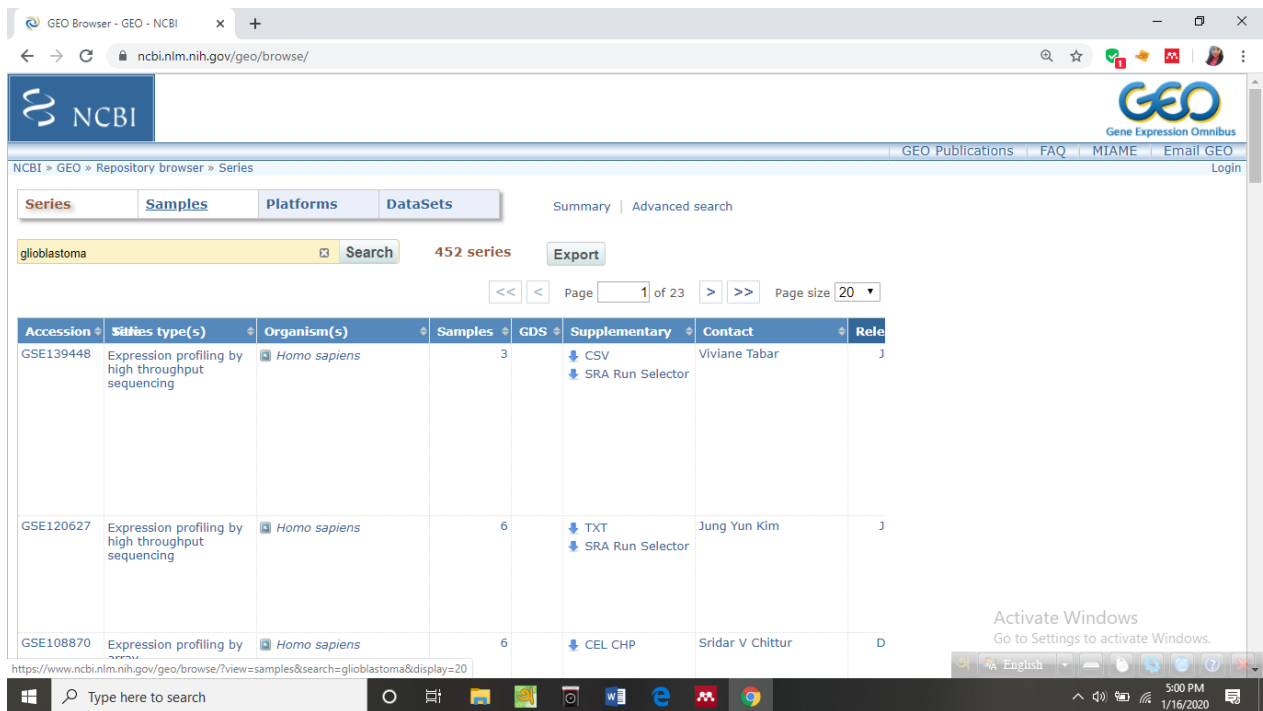 GEO Browser - GEO - NCBI
ncbi.nlm.nih.gov/geo/browse/
1
NCBI
GEO
Gene Expression Omnibus
GEO Publications | FAQ | MIAME | Email GEO
NCBI » GEO » Repository browser » Series
Login
Series Samples Platforms DataSets Summary | Advanced search
glioblastoma Search 452 series Export
<< < Page 1 of 23 > >> Page size 20
Accession Series type(s) Organism(s) Samples GDS Supplementary Contact Rele
GSE139448 Expression profiling by Homo sapiens 3 CSV Viviane Tabar J
high throughput SRA Run Selector
sequencing
GSE120627 Expression profiling by Homo sapiens 6 TXT Jung Yun Kim J
high throughput SRA Run Selector
sequencing
GSE108870 Expression profiling by Homo sapiens 6 CEL CHP Sridar V Chittur D
array
Activate Windows
Go to Settings to activate Windows.
https://www.ncbi.nlm.nih.gov/geo/browse/?view=samples&search=glioblastoma&display=20
English
Type here to search
5:00 PM
1/16/2020